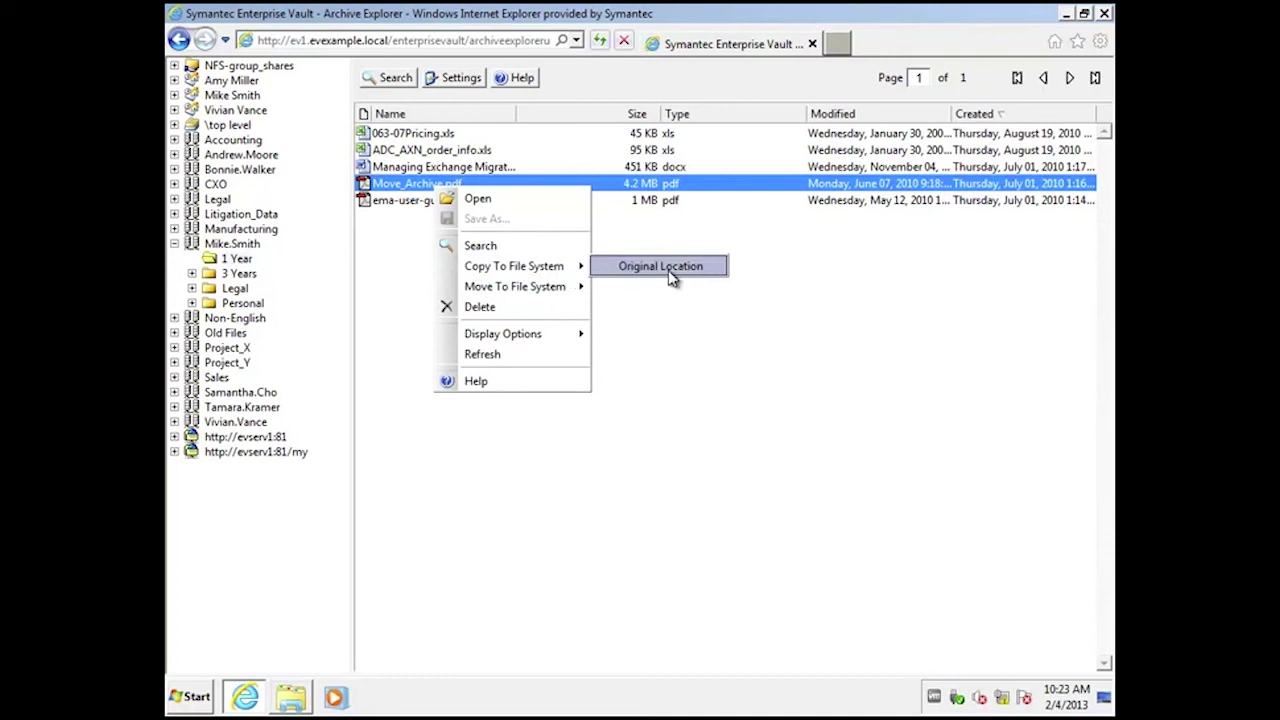 Symantec Enterprise Vault - Archive Explorer - Windows Internet Explorer provided by Symantec
http://ev1.evexample.local/enterprisevault/archiveexploreru
Symantec Enterprise Vault ...
NFS-group_shares
Amy Miller
Mike Smith
Vivian Vance
\top level
Accounting
Andrew.Moore
Bonnie.Walker
CXO
Legal
Litigation_Data
Manufacturing
Mike.Smith
1 Year
3 Years
Legal
Personal
Non-English
Old Files
Project_X
Project_Y
Sales
Samantha.Cho
Tamara.Kramer
Vivian.Vance
http://evserv1:81
http://evserv1:81/my
Search Settings Help Page 1 of 1
Name Size Type Modified Created
063-07Pricing.xls 45 KB xls Wednesday, January 30, 200... Thursday, August 19, 2010 ...
ADC_AXN_order_info.xls 95 KB xls Wednesday, January 30, 200... Thursday, August 19, 2010 ...
Managing Exchange Migrat... 451 KB docx Wednesday, November 04, ... Thursday, July 01, 2010 1:17...
Move_Archive.pdf 4.2 MB pdf Monday, June 07, 2010 9:18:... Thursday, July 01, 2010 1:16...
ema-user-gu 1 MB pdf Wednesday, May 12, 2010 1... Thursday, July 01, 2010 1:14...
Open
Save As...
Search
Copy To File System
Original Location
Move To File System
Delete
Display Options
Refresh
Help
Start
10:23 AM
2/4/2013